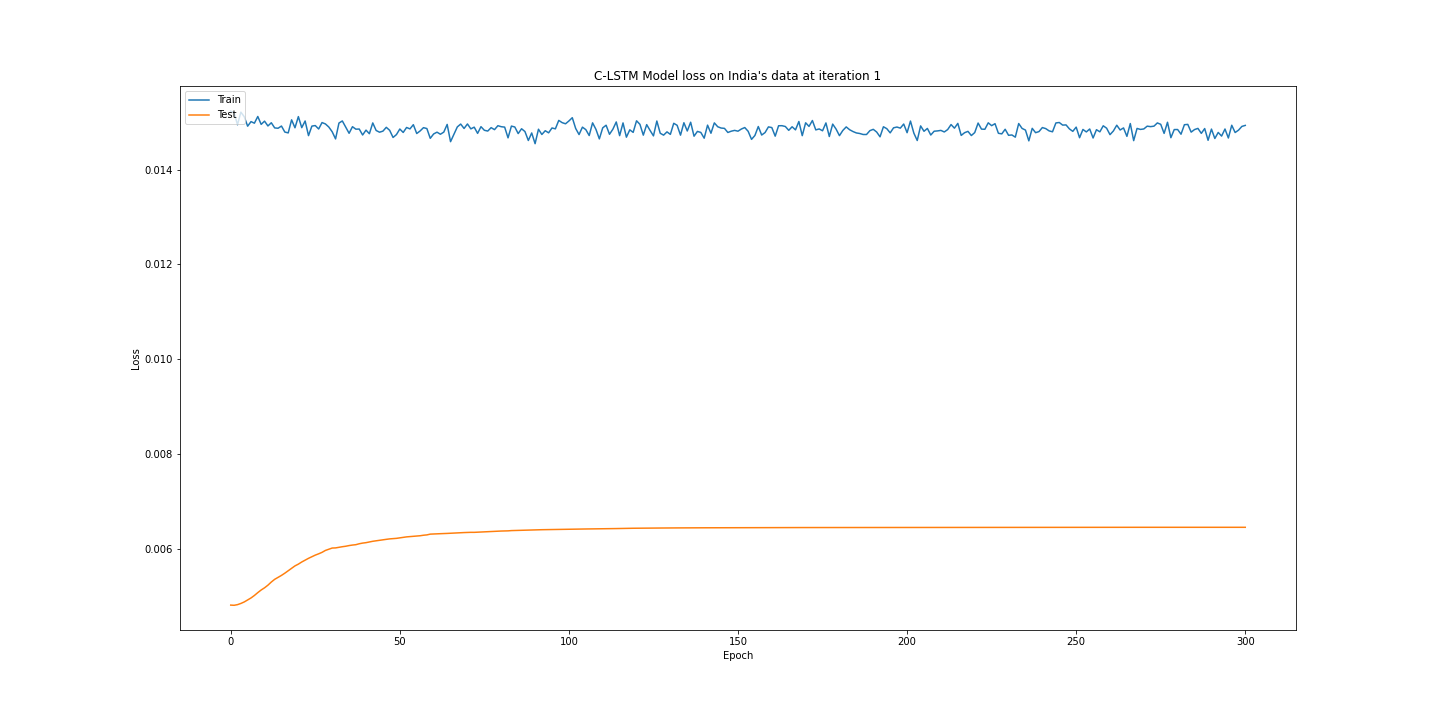 C-LSTM Model loss on India's data at iteration 1
Train
Test
0.014
0.012
0.010
0.008
0.006
Loss
0 50 100 150 200 250 300
Epoch